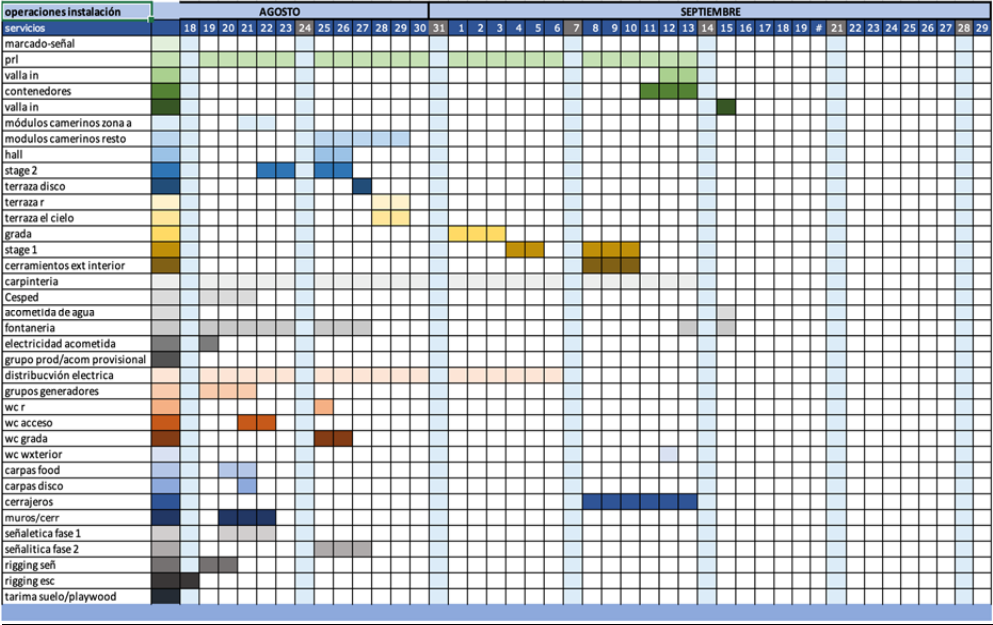 operaciones instalación AGOSTO SEPTIEMBRE
servicios 18 19 20 21 22 23 24 25 26 27 28 29 30 31 1 2 3 4 5 6 7 8 9 10 11 12 13 14 15 16 17 18 19 # 21 22 23 24 25 26 27 28 29
marcado-señal
prl
valla in
contenedores
valla in
módulos camerinos zona a
modulos camerinos resto
hall
stage 2
terraza disco
terraza r
terraza el cielo
grada
stage 1
cerramientos ext interior
carpinteria
Cesped
acometida de agua
fontaneria
electricidad acometida
grupo prod/acom provisional
distribucvión electrica
grupos generadores
wc r
wc acceso
wc grada
wc wxterior
carpas food
carpas disco
cerrajeros
muros/cerr
señaletica fase 1
señalitica fase 2
rigging señ
rigging esc
tarima suelo/playwood